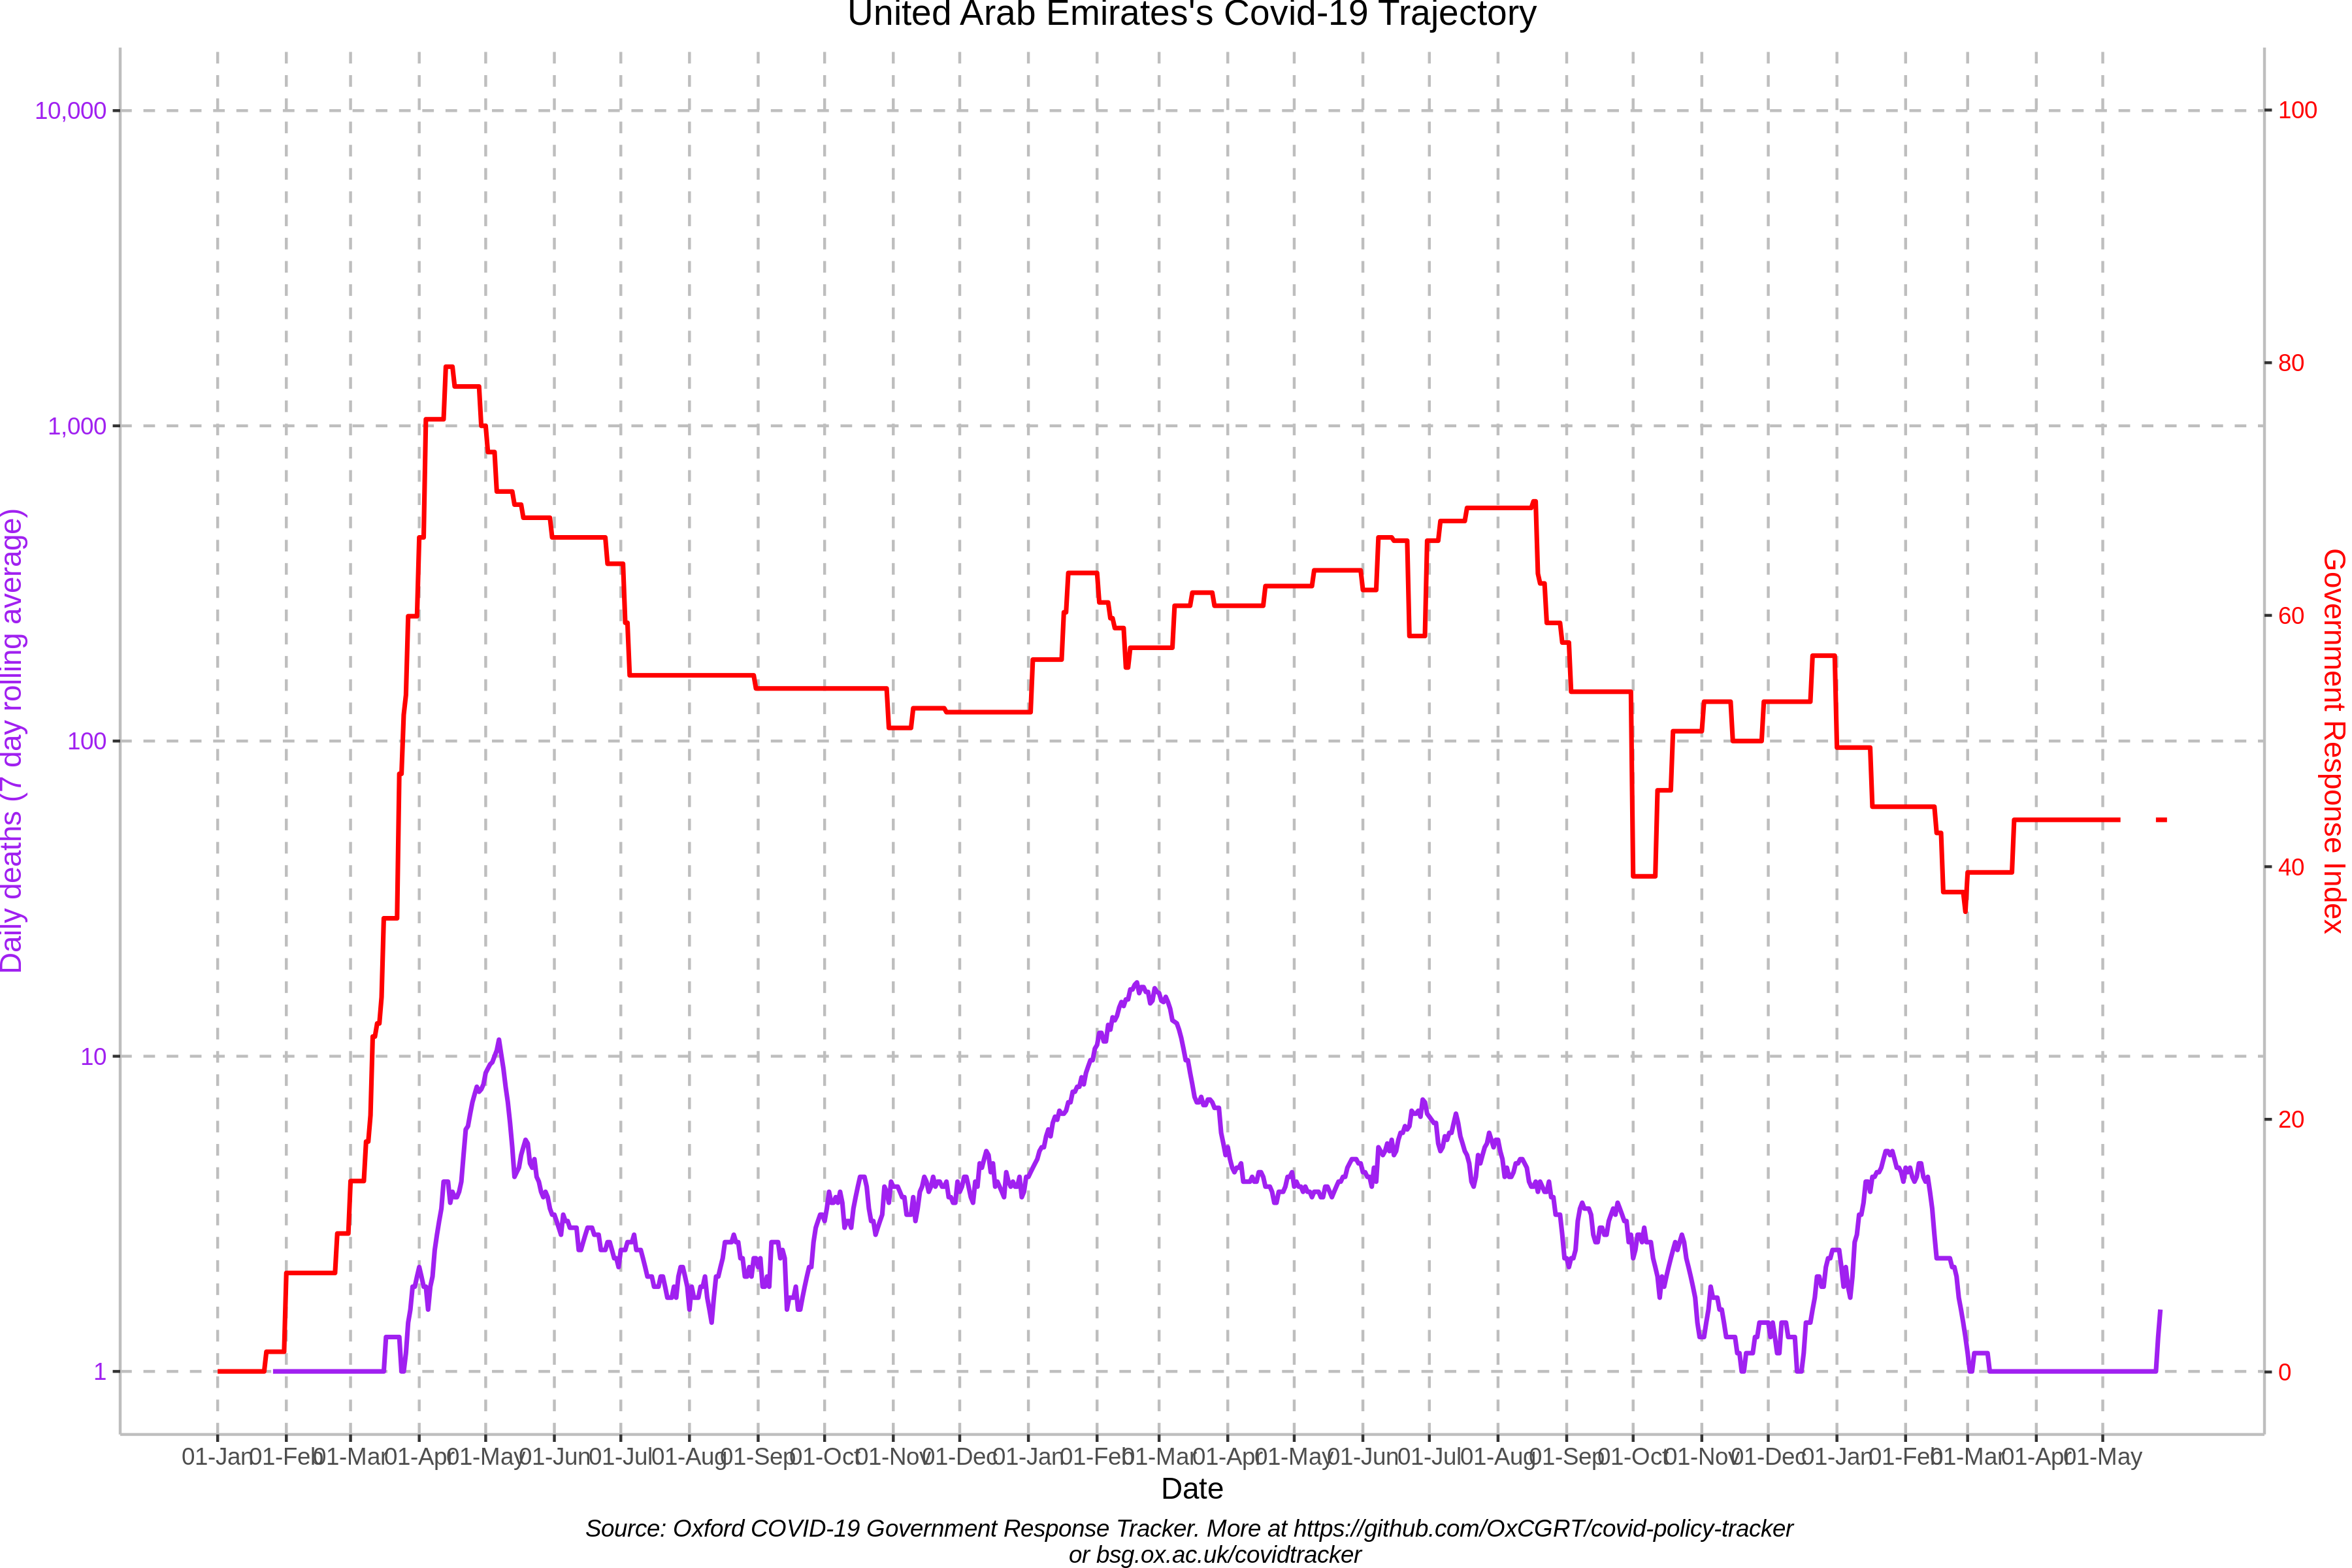 United Arab Emirates's Covid-19 Trajectory
10,000
1,000
100
10
1
Daily deaths (7 day rolling average)
100
80
60
40
20
0
Government Response Index
01-Jan 01-Feb 01-Mar 01-Apr 01-May 01-Jun 01-Jul 01-Aug 01-Sep 01-Oct 01-Nov 01-Dec 01-Jan 01-Feb 01-Mar 01-Apr 01-May 01-Jun 01-Jul 01-Aug 01-Sep 01-Oct 01-Nov 01-Dec 01-Jan 01-Feb 01-Mar 01-Apr 01-May
Date
Source: Oxford COVID-19 Government Response Tracker. More at https://github.com/OxCGRT/covid-policy-tracker
or bsg.ox.ac.uk/covidtracker